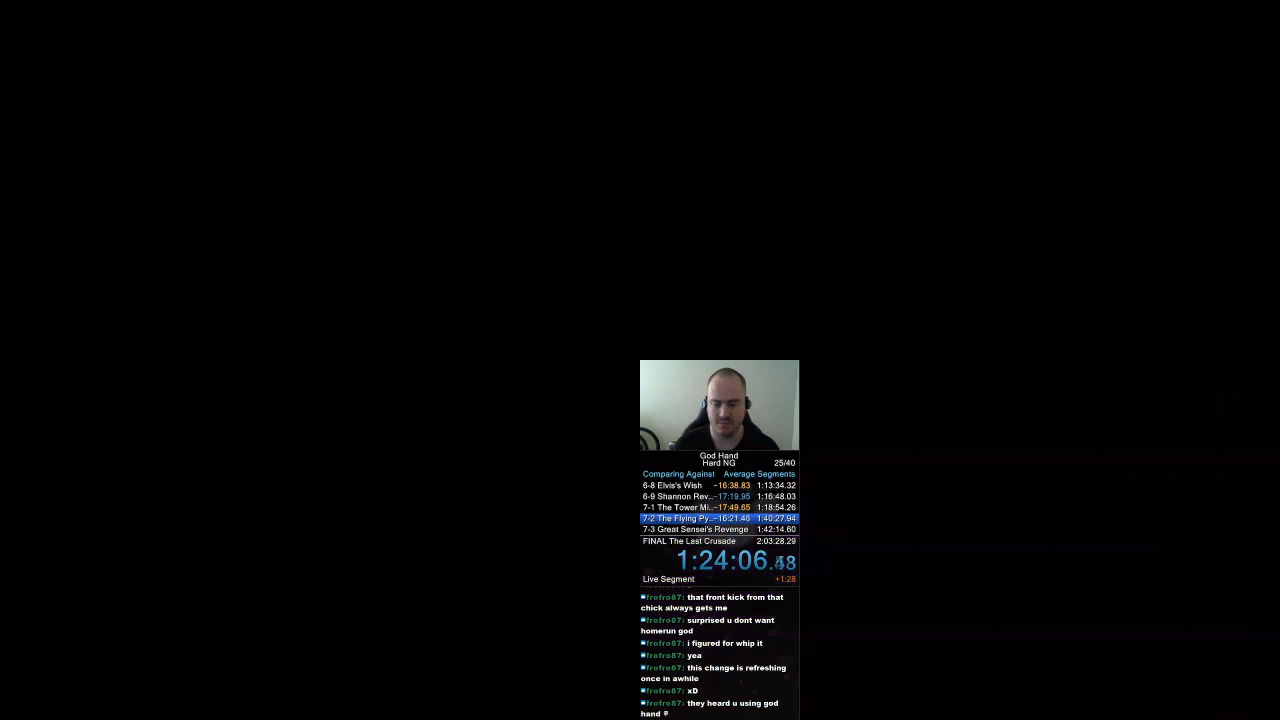 God Hand
Hard NG 25/40
Comparing Against Average Segments
6-8 Elvis's Wish −16:38.83 1:13:34.32
6-9 Shannon Rev... −17:19.95 1:16:48.03
7-1 The Tower Mi... −17:49.65 1:18:54.26
7-2 The Flying Py... −16:21.46 1:40:27.94
7-3 Great Sensei's Revenge 1:42:14.60
FINAL The Last Crusade 2:03:28.29
1:24:06
Live Segment +1:28
frofro87: that front kick from that
chick always gets me
frofro87: surprised u dont want
homerun god
frofro87: i figured for whip it
frofro87: yea
frofro87: this change is refreshing
once in awhile
frofro87: xD
frofro87: they heard u using god
hand